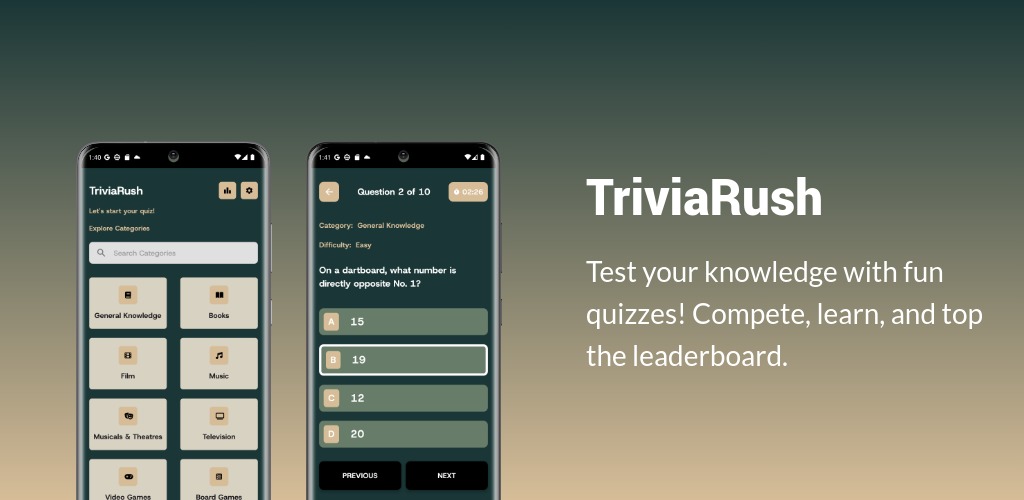 1:40
TriviaRush
Let's start your quiz!
Explore Categories
Search Categories
General Knowledge
Books
Film
Music
Musicals & Theatres
Television
Video Games
Board Games
1:41
Question 2 of 10
02:26
Category: General Knowledge
Difficulty: Easy
On a dartboard, what number is
directly opposite No. 1?
A 15
B 19
C 12
D 20
PREVIOUS
NEXT
TriviaRush
Test your knowledge with fun
quizzes! Compete, learn, and top
the leaderboard.